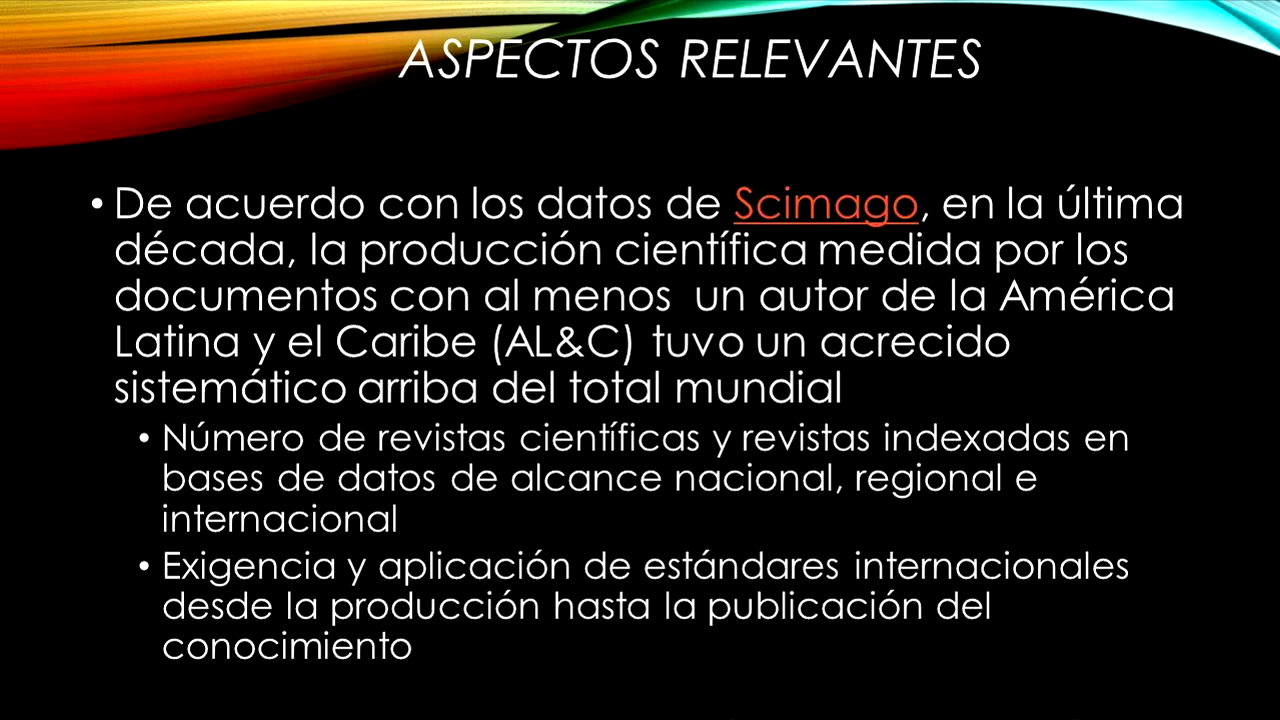 ASPECTOS RELEVANTES
• De acuerdo con los datos de Scimago, en la última
década, la producción científica medida por los
documentos con al menos un autor de la América
Latina y el Caribe (AL&C) tuvo un acrecido
sistemático arriba del total mundial
• Número de revistas científicas y revistas indexadas en
bases de datos de alcance nacional, regional e
internacional
• Exigencia y aplicación de estándares internacionales
desde la producción hasta la publicación del
conocimiento